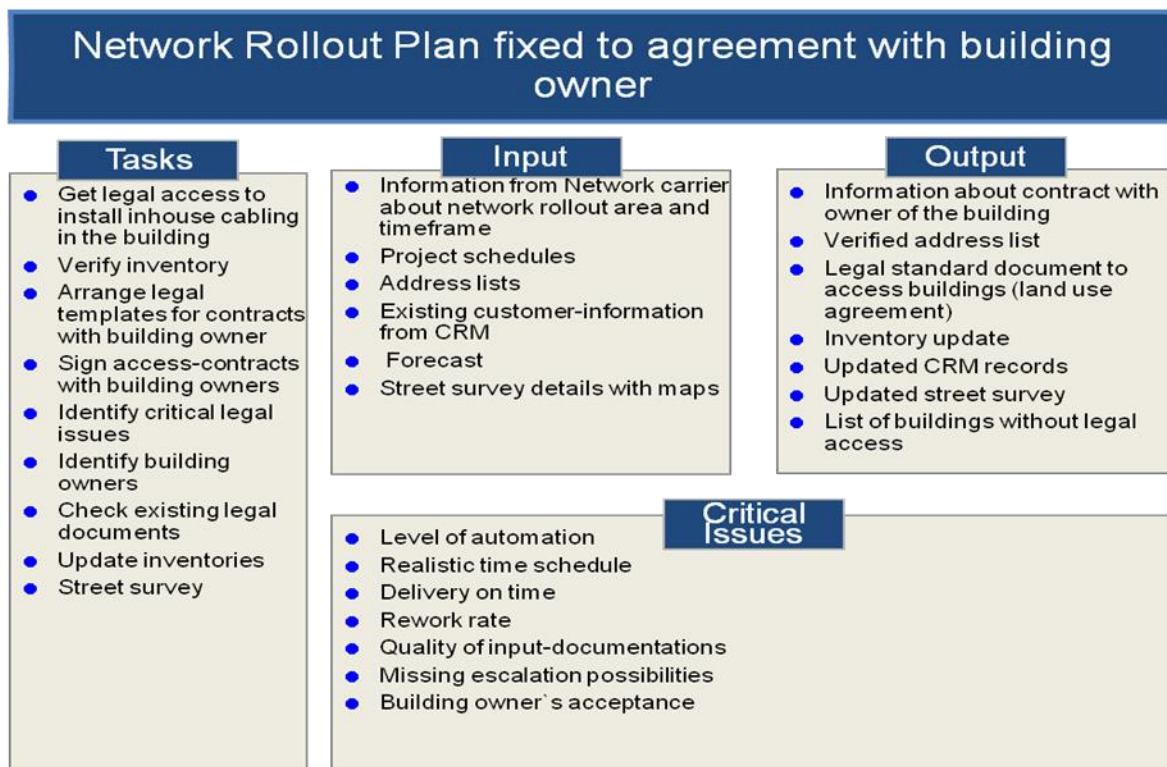 Network Rollout Plan fixed to agreement with building
owner
Tasks
Get legal access to
install inhouse cabling
in the building
Verify inventory
Arrange legal
templates for contracts
with building owner
Sign access-contracts
with building owners
Identify critical legal
issues
Identify building
owners
Check existing legal
documents
Update inventories
Street survey
Input
Information from Network carrier
about network rollout area and
timeframe
Project schedules
Address lists
Existing customer-information
from CRM
Forecast
Street survey details with maps
Output
Information about contract with
owner of the building
Verified address list
Legal standard document to
access buildings (land use
agreement)
Inventory update
Updated CRM records
Updated street survey
List of buildings without legal
access
Critical
Issues
Level of automation
Realistic time schedule
Delivery on time
Rework rate
Quality of input-documentations
Missing escalation possibilities
Building owner`s acceptance